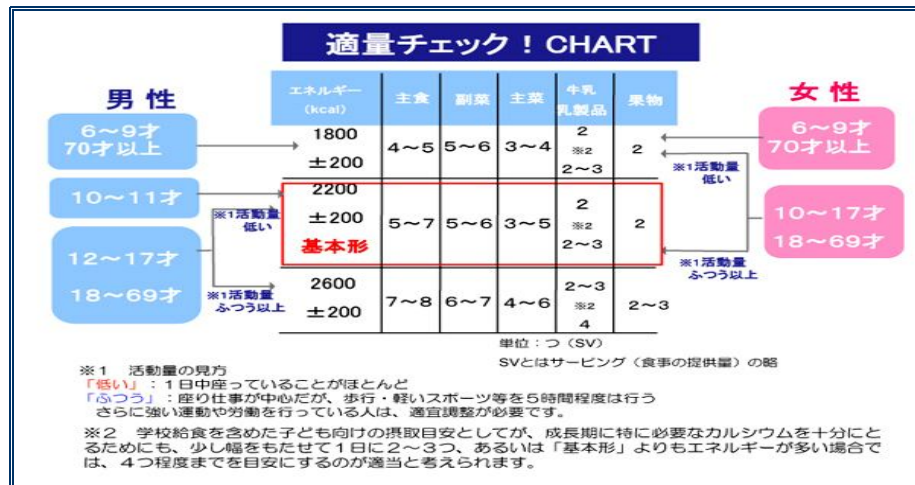 適量チェック！CHART
男性
女性
エネルギー
(kcal)
主食
副菜
主菜
牛乳
乳製品
果物
6～9才
70才以上
1800
±200
4～5
5～6
3～4
2
※2
2～3
2
6～9才
70才以上
※1活動量
低い
10～11才
※1活動量
低い
2200
±200
基本形
5～7
5～6
3～5
2
※2
2～3
2
10～17才
18～69才
※1活動量
ふつう以上
12～17才
18～69才
※1活動量
ふつう以上
2600
±200
7～8
6～7
4～6
2～3
※2
4
2～3
単位：つ（SV）
SVとはサービング（食事の提供量）の略
※１　活動量の見方
「低い」：１日中座っていることがほとんど
「ふつう」：座り仕事が中心だが、歩行・軽いスポーツ等を５時間程度は行う
さらに強い運動や労働を行っている人は、適宜調整が必要です。
※２　学校給食を含めた子ども向けの摂取目安としてが、成長期に特に必要なカルシウムを十分にと
るためにも、少し幅をもたせて１日に２～３つ、あるいは「基本形」よりもエネルギーが多い場合で
は、４つ程度までを目安にするのが適当と考えられます。